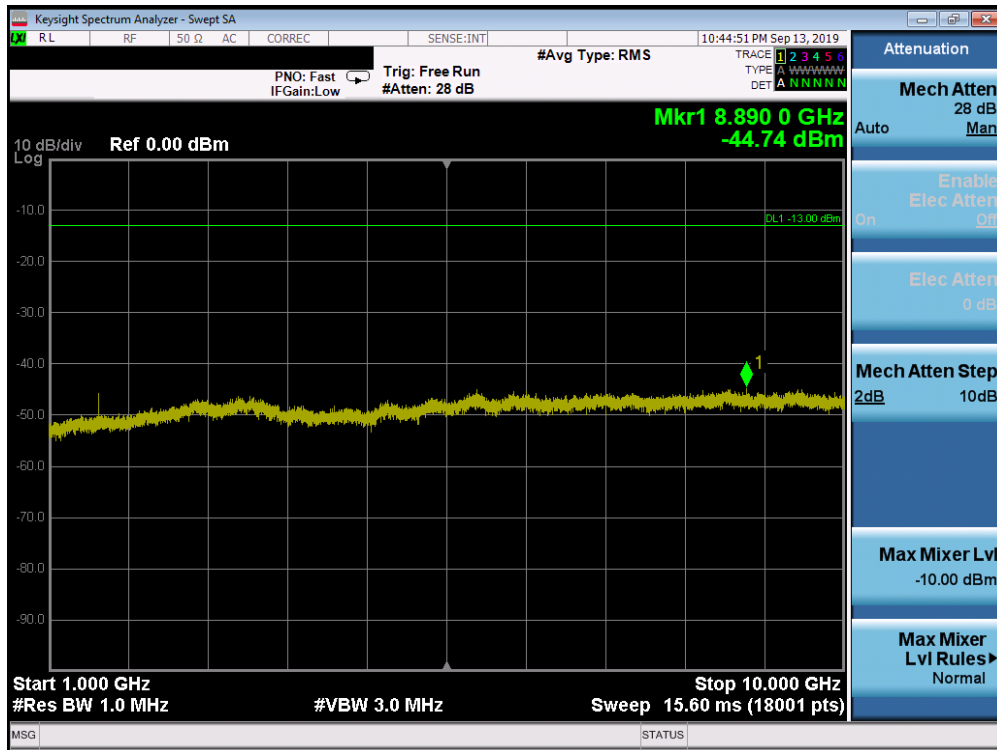 Keysight Spectrum Analyzer - Swept SA
LXI RL RF 50 Ω AC CORREC SENSE:INT 10:44:51 PM Sep 13, 2019
#Avg Type: RMS
TRACE 1 2 3 4 5 6
TYPE A WWWWW
DET A N N N N N
PNO: Fast
IFGain:Low
Trig: Free Run
#Atten: 28 dB
Mkr1 8.890 0 GHz
-44.74 dBm
10 dB/div
Log
Ref 0.00 dBm
-10.0
DL1 -13.00 dBm
-20.0
-30.0
-40.0
1
-50.0
-60.0
-70.0
-80.0
-90.0
Start 1.000 GHz
Stop 10.000 GHz
#Res BW 1.0 MHz
#VBW 3.0 MHz
Sweep 15.60 ms (18001 pts)
MSG
STATUS
Attenuation
Mech Atten
28 dB
Auto Man
Enable
Elec Atten
On Off
Elec Atten
0 dB
Mech Atten Step
2dB 10dB
Max Mixer Lvl
-10.00 dBm
Max Mixer
Lvl Rules
Normal